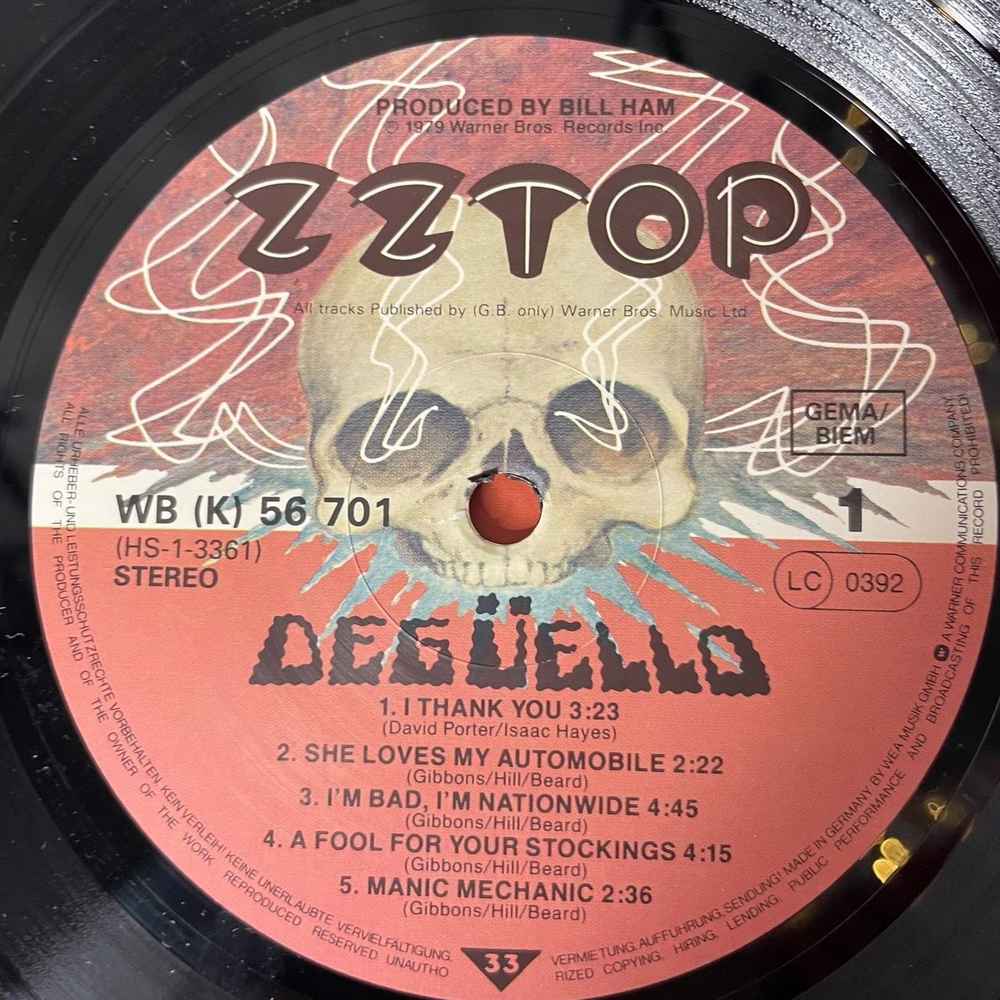 PRODUCED BY BILL HAM
℗ 1979 Warner Bros. Records Inc.
ZZTOP
All tracks Published by (G.B. only) Warner Bros. Music Ltd
GEMA/
BIEM
WB (K) 56 701
1
(HS-1-3361)
STEREO
LC 0392
DEGÜELLO
1. I THANK YOU 3:23
(David Porter/Isaac Hayes)
2. SHE LOVES MY AUTOMOBILE 2:22
(Gibbons/Hill/Beard)
3. I'M BAD, I'M NATIONWIDE 4:45
(Gibbons/Hill/Beard)
4. A FOOL FOR YOUR STOCKINGS 4:15
(Gibbons/Hill/Beard)
5. MANIC MECHANIC 2:36
(Gibbons/Hill/Beard)
33
ALLE URHEBER- UND LEISTUNGSSCHUTZRECHTE VORBEHALTEN. KEIN VERLEIH! KEINE UNERLAUBTE VERVIELFÄLTIGUNG.
VERMIETUNG. AUFFÜHRUNG. SENDUNG! MADE IN GERMANY BY WEA MUSIK GMBH A WARNER COMMUNICATIONS COMPANY
ALL RIGHTS OF THE PRODUCER AND OF THE OWNER OF THE WORK REPRODUCED RESERVED. UNAUTHO
RIZED COPYING. HIRING. LENDING. PUBLIC PERFORMANCE AND BROADCASTING OF THIS RECORD PROHIBITED!